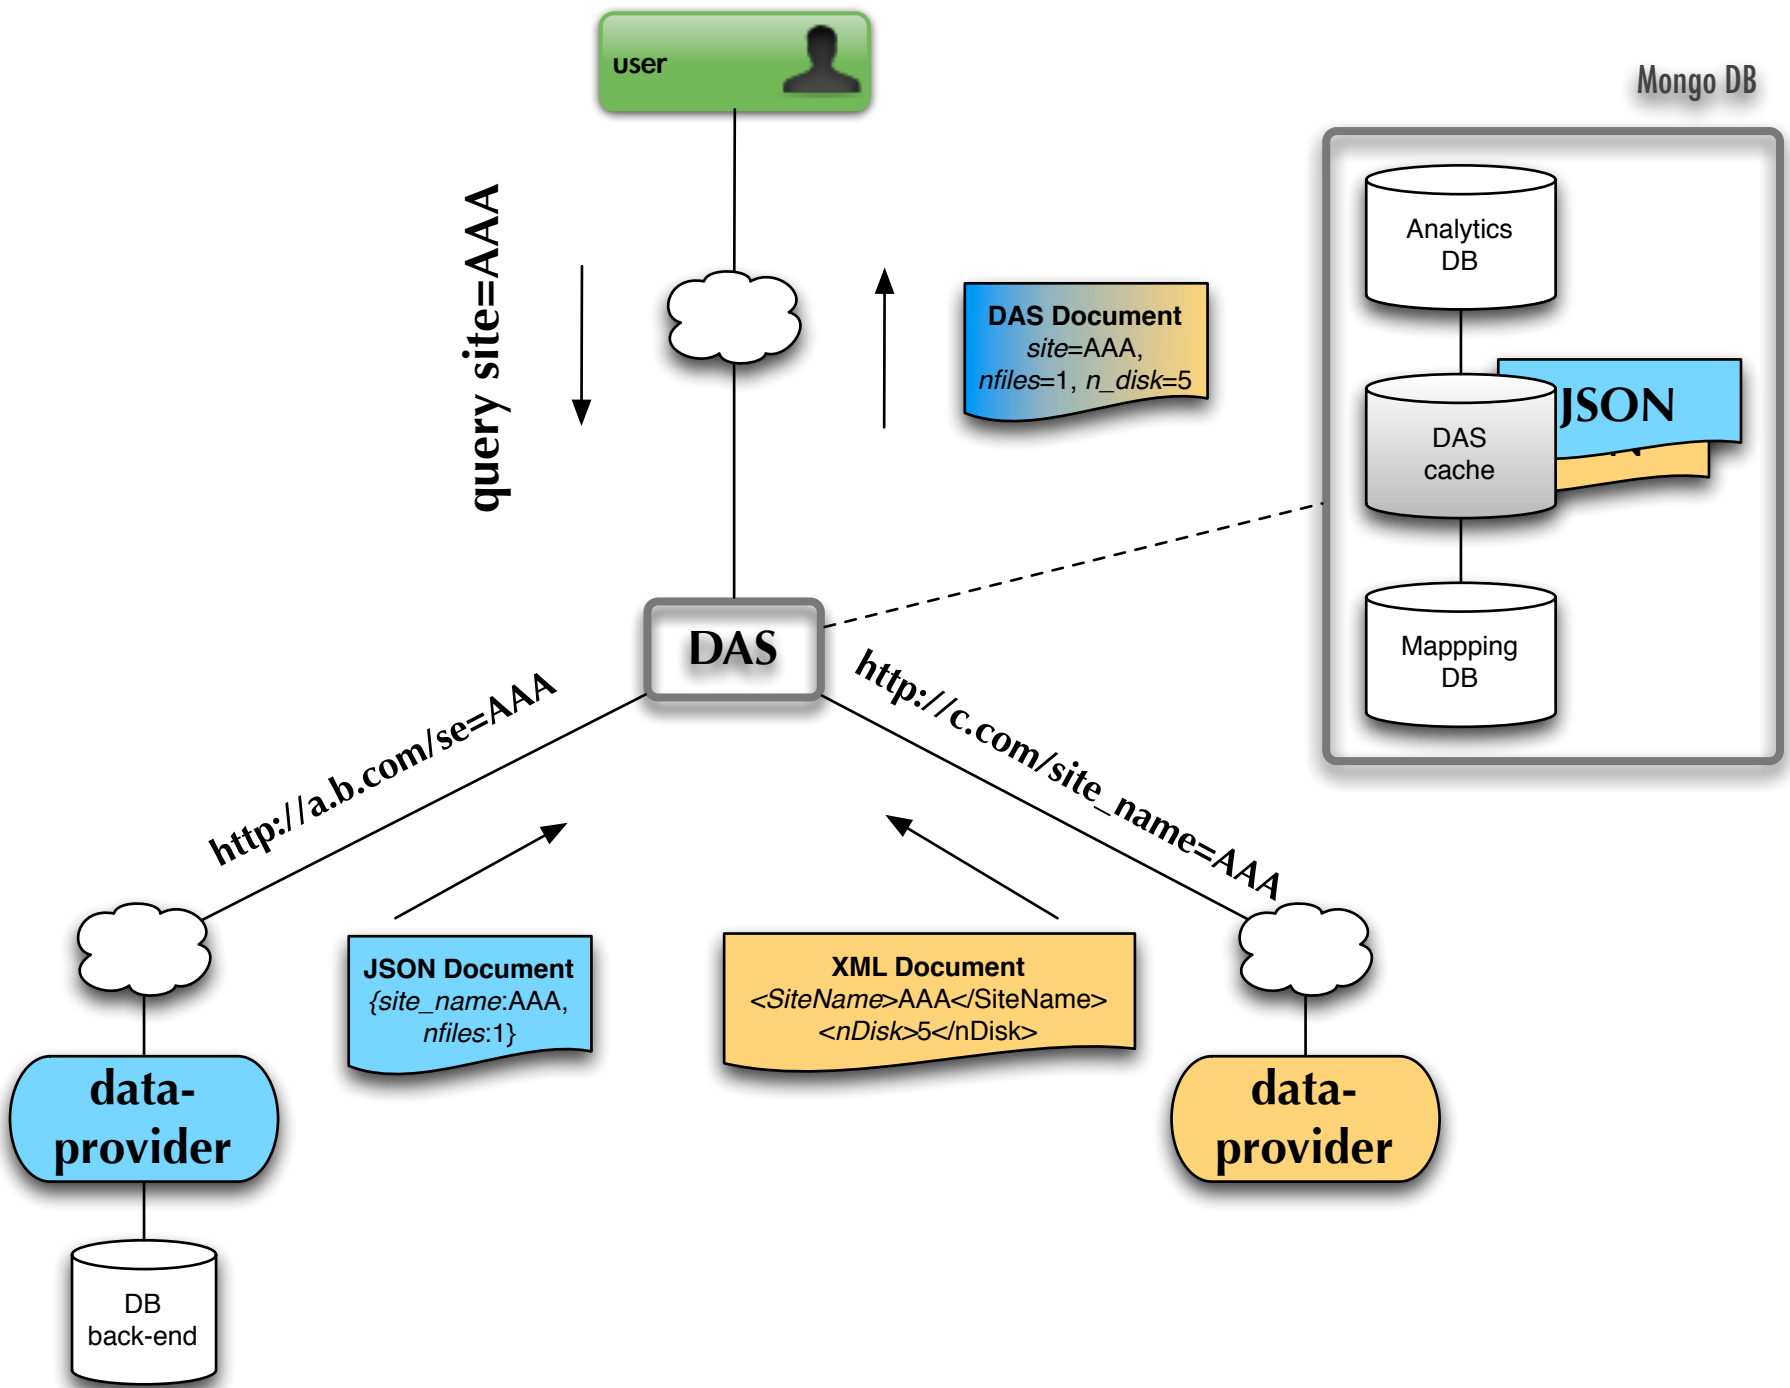 user
Mongo DB
query site=AAA
Analytics
DB
DAS Document
site=AAA,
nfiles=1, n_disk=5
JSON
DAS
cache
DAS
Mappping
DB
http://a.b.com/se=AAA
http://c.com/site_name=AAA
JSON Document
{site_name:AAA,
nfiles:1}
XML Document
<SiteName>AAA</SiteName>
<nDisk>5</nDisk>
data-
provider
data-
provider
DB
back-end